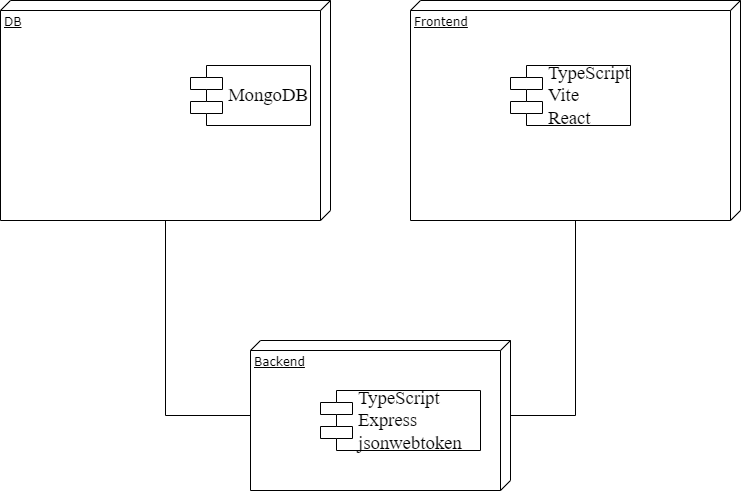 DB
MongoDB
Frontend
TypeScript
Vite
React
Backend
TypeScript
Express
jsonwebtoken